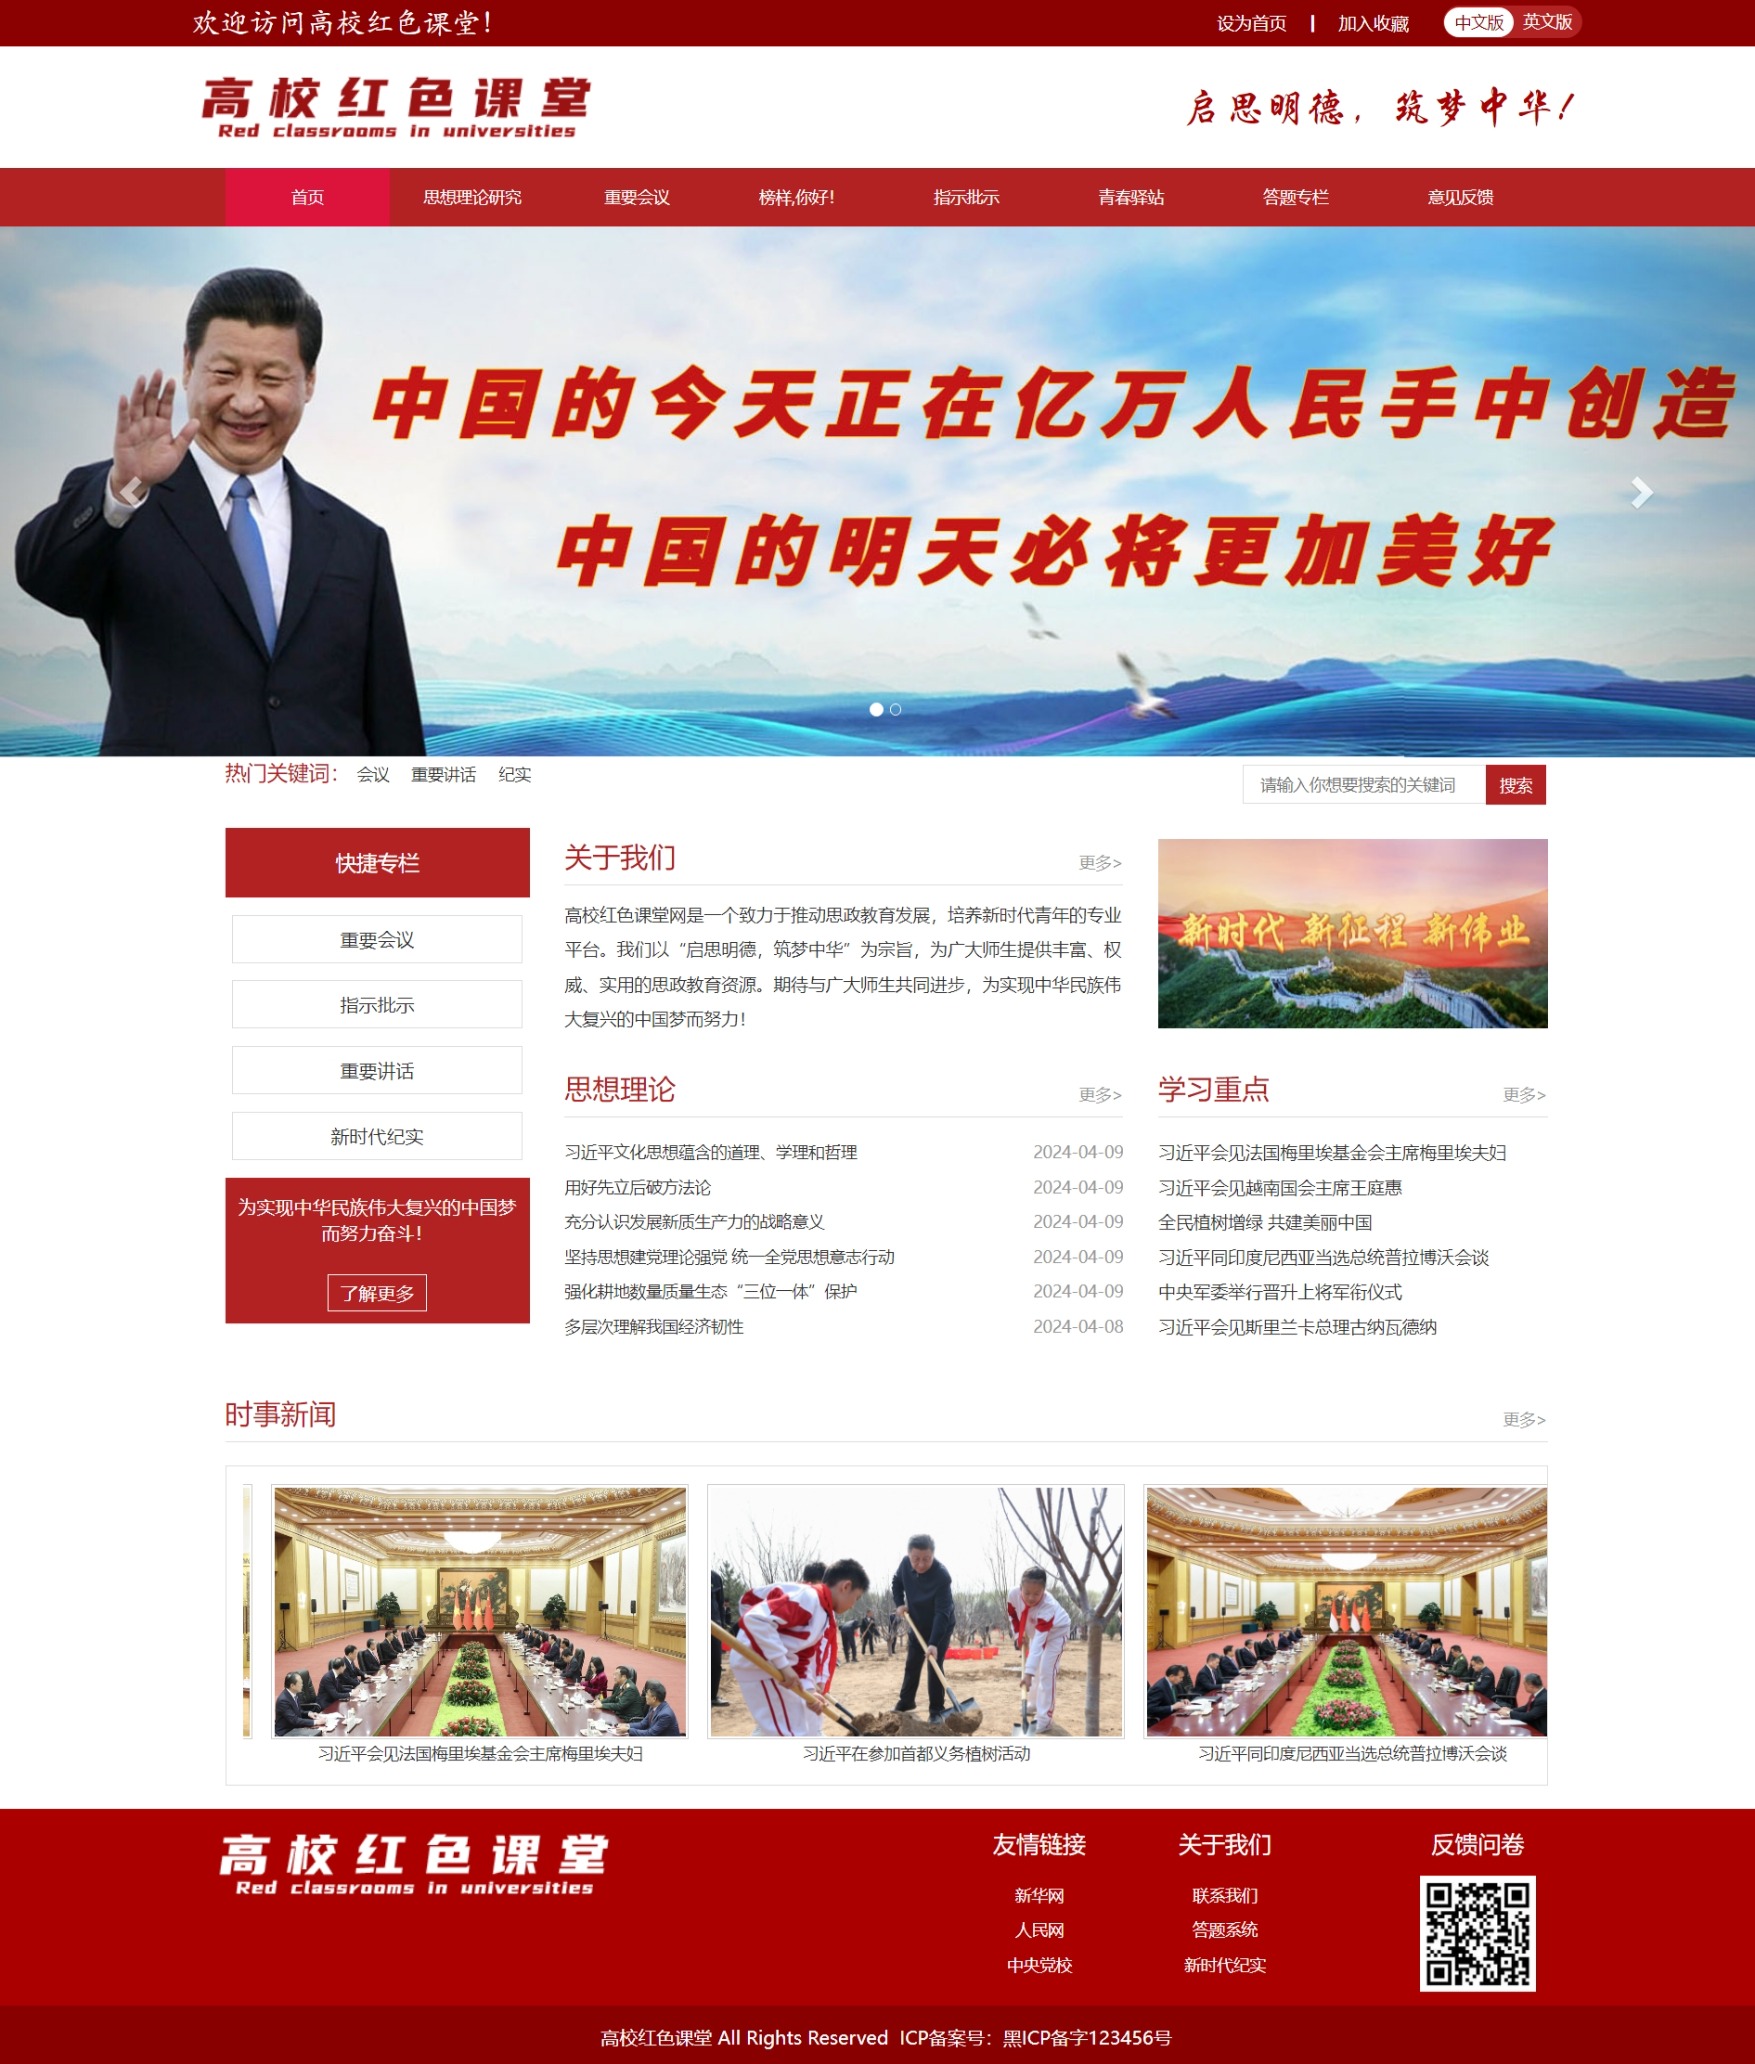 欢迎访问高校红色课堂！
设为首页 | 加入收藏 中文版 英文版
高校红色课堂
Red classrooms in universities
启思明德，筑梦中华！
首页 思想理论研究 重要会议 榜样,你好！ 指示批示 青春驿站 答题专栏 意见反馈
中国的今天正在亿万人民手中创造
中国的明天必将更加美好
热门关键词： 会议 重要讲话 纪实
请输入你想要搜索的关键词 搜索
快捷专栏
重要会议
指示批示
重要讲话
新时代纪实
为实现中华民族伟大复兴的中国梦
而努力奋斗！
了解更多
关于我们 更多>
高校红色课堂网是一个致力于推动思政教育发展，培养新时代青年的专业
平台。我们以“启思明德，筑梦中华”为宗旨，为广大师生提供丰富、权
威、实用的思政教育资源。期待与广大师生共同进步，为实现中华民族伟
大复兴的中国梦而努力！
新时代 新征程 新伟业
思想理论 更多>
习近平文化思想蕴含的道理、学理和哲理 2024-04-09
用好先立后破方法论 2024-04-09
充分认识发展新质生产力的战略意义 2024-04-09
坚持思想建党理论强党 统一全党思想意志行动 2024-04-09
强化耕地数量质量生态“三位一体”保护 2024-04-09
多层次理解我国经济韧性 2024-04-08
学习重点 更多>
习近平会见法国梅里埃基金会主席梅里埃夫妇
习近平会见越南国会主席王庭惠
全民植树增绿 共建美丽中国
习近平同印度尼西亚当选总统普拉博沃会谈
中央军委举行晋升上将军衔仪式
习近平会见斯里兰卡总理古纳瓦德纳
时事新闻 更多>
习近平会见法国梅里埃基金会主席梅里埃夫妇
习近平在参加首都义务植树活动
习近平同印度尼西亚当选总统普拉博沃会谈
高校红色课堂
Red classrooms in universities
友情链接
新华网
人民网
中央党校
关于我们
联系我们
答题系统
新时代纪实
反馈问卷
高校红色课堂 All Rights Reserved ICP备案号：黑ICP备字123456号